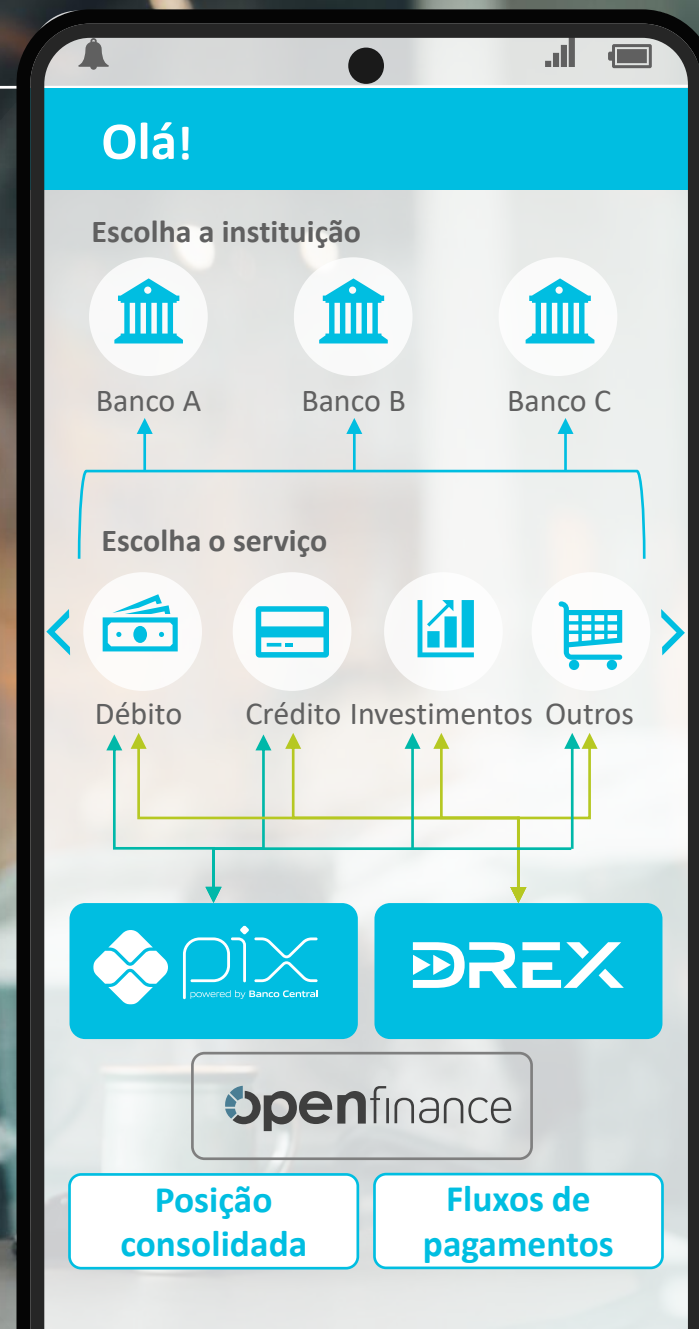 Olá!
Escolha a instituição
Banco A Banco B Banco C
Escolha o serviço
Débito Crédito Investimentos Outros
pix
powered by Banco Central
DREX
openfinance
Posição
consolidada
Fluxos de
pagamentos